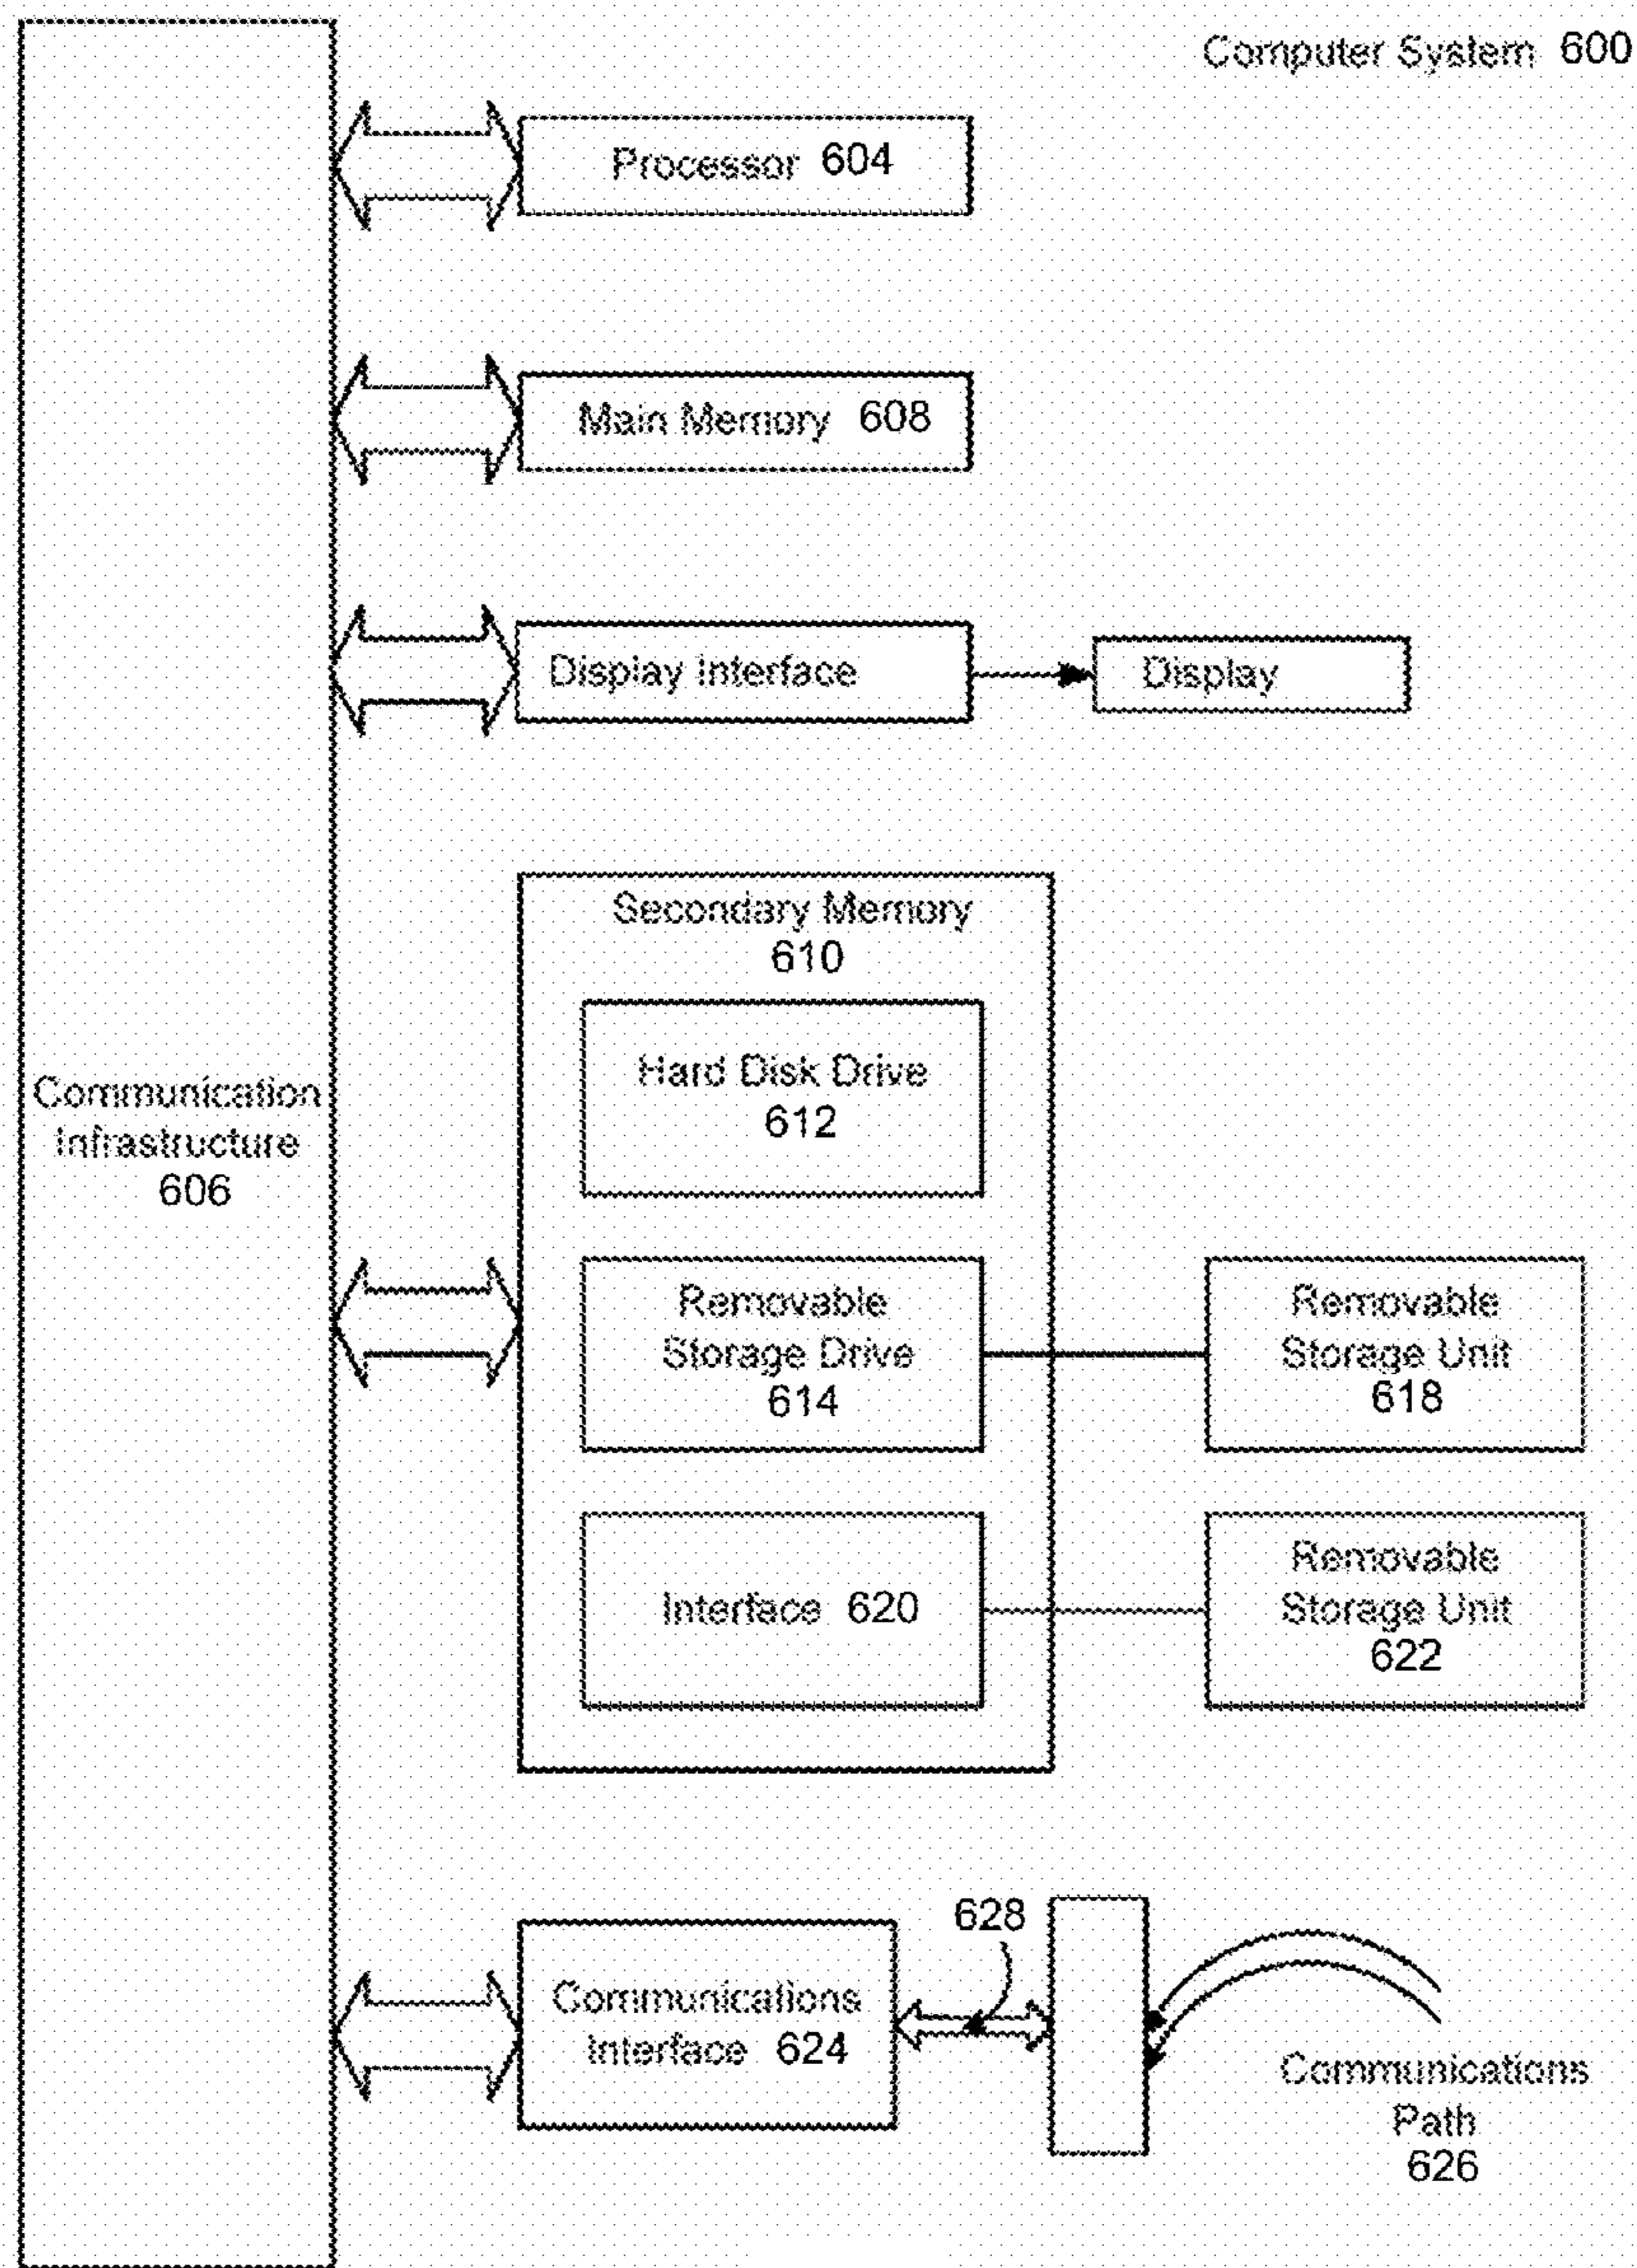 Computer System 600
Processor 604
Main Memory 608
Display Interface
Display
Secondary Memory
610
Hard Disk Drive
612
Communication
Infrastructure
606
Removable
Storage Drive
614
Removable
Storage Unit
618
Interface 620
Removable
Storage Unit
622
628
Communications
Interface 624
Communications
Path
626